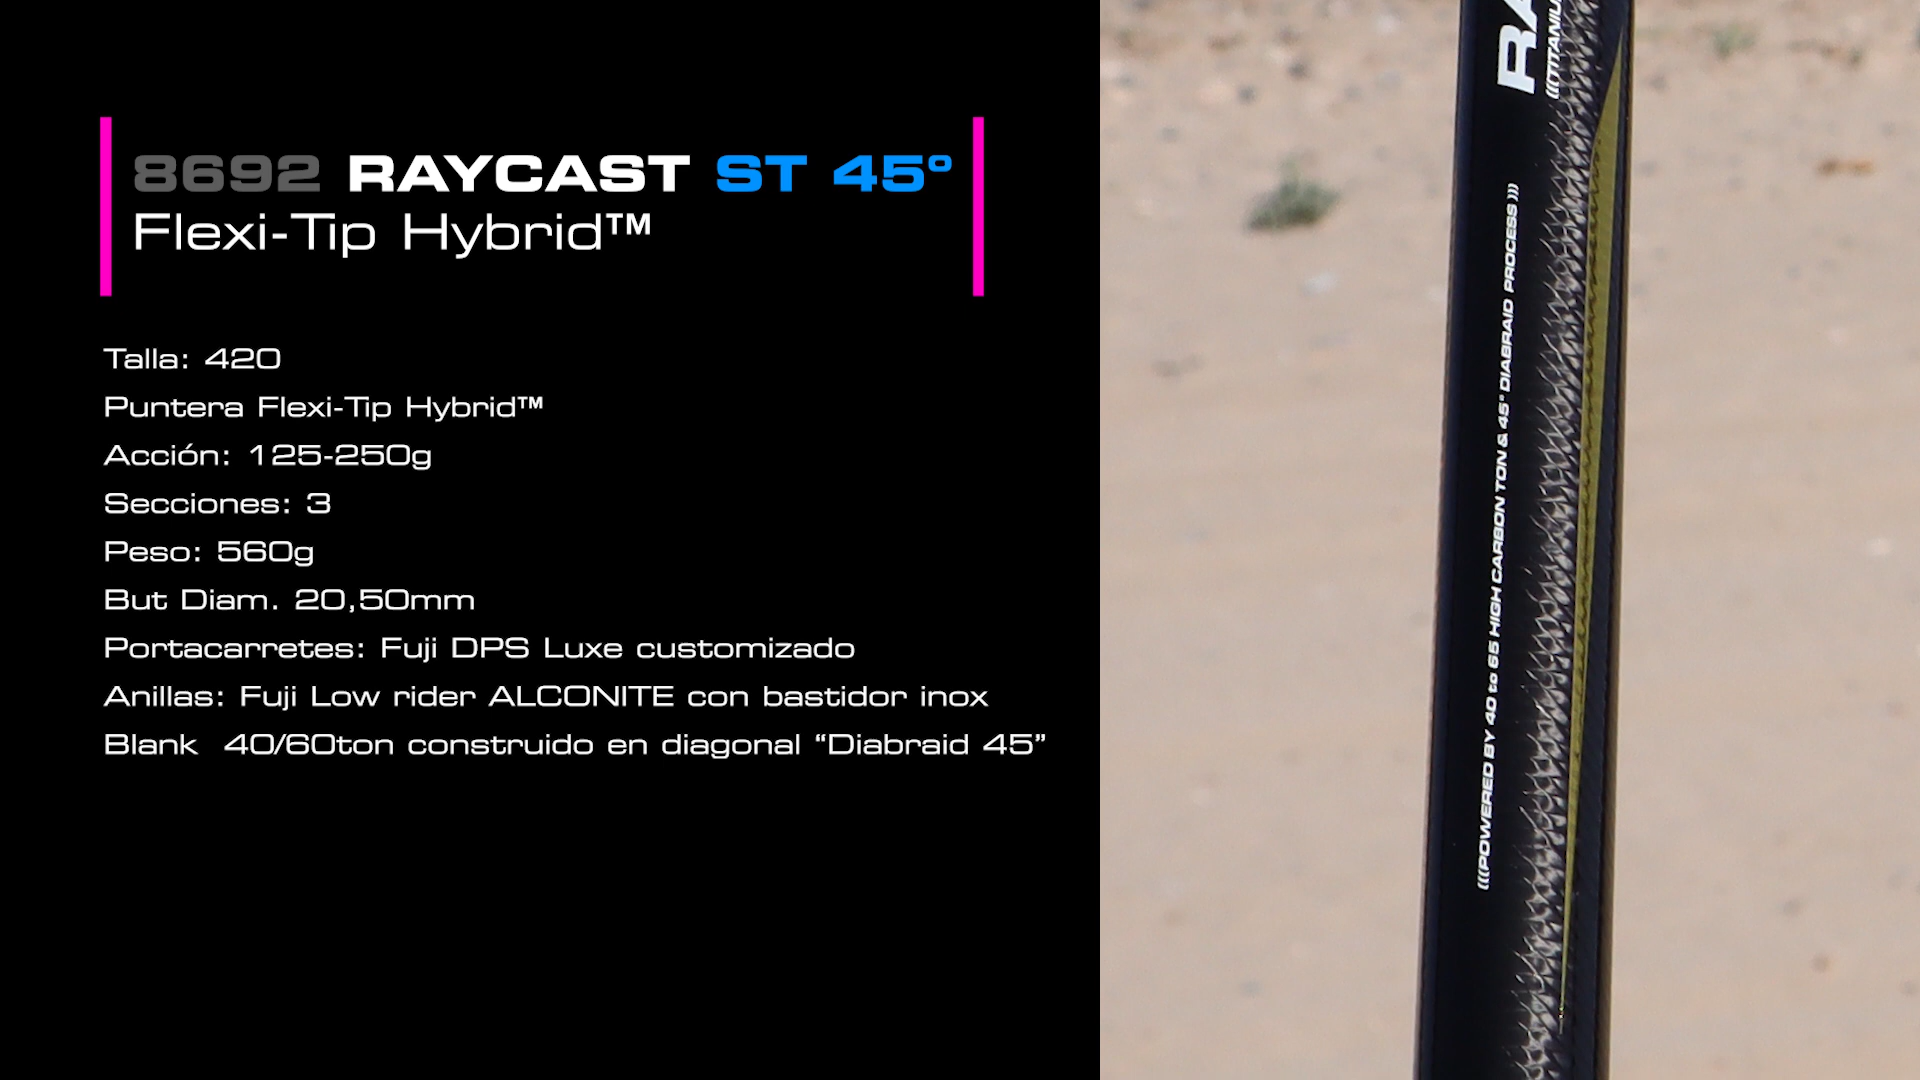 8692 RAYCAST ST 45º
Flexi-Tip Hybrid™
Talla: 420
Puntera Flexi-Tip Hybrid™
Acción: 125-250g
Secciones: 3
Peso: 560g
But Diam. 20,50mm
Portacarretes: Fuji DPS Luxe customizado
Anillas: Fuji Low rider ALCONITE con bastidor inox
Blank  40/60ton construido en diagonal “Diabraid 45”
(((POWERED BY 40 to 65 HIGH CARBON TON & 45° DIABRAID PROCESS )))